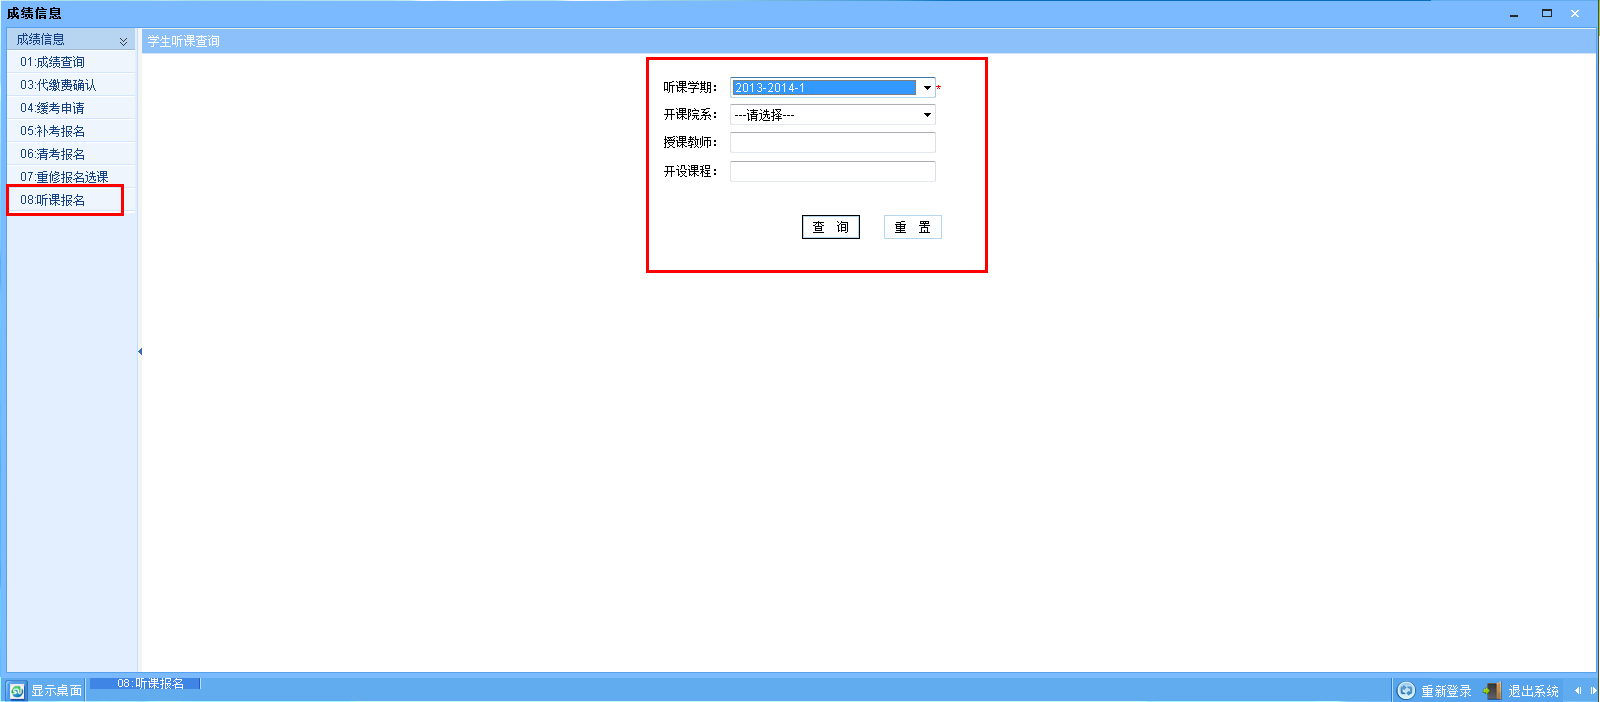 成绩信息
成绩信息
01:成绩查询
03:代缴费确认
04:缓考申请
05:补考报名
06:清考报名
07:重修报名选课
08:听课报名
学生听课查询
听课学期： 2013-2014-1 *
开课院系： ---请选择---
授课教师：
开设课程：
查 询 重 置
显示桌面 08:听课报名 重新登录 退出系统